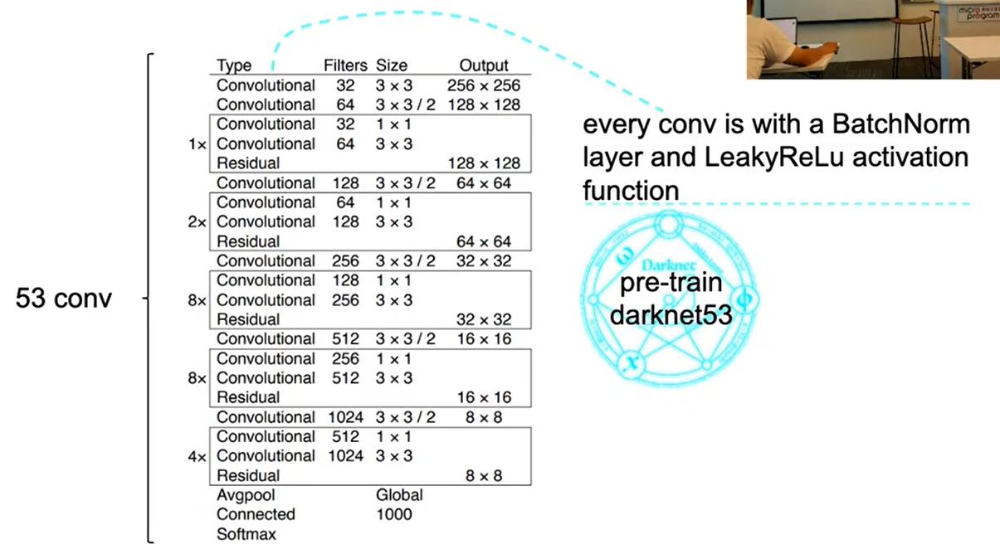 Type Filters Size Output
Convolutional 32 3 × 3 256 × 256
Convolutional 64 3 × 3 / 2 128 × 128
Convolutional 32 1 × 1
1× Convolutional 64 3 × 3
Residual 128 × 128
Convolutional 128 3 × 3 / 2 64 × 64
Convolutional 64 1 × 1
2× Convolutional 128 3 × 3
Residual 64 × 64
Convolutional 256 3 × 3 / 2 32 × 32
Convolutional 128 1 × 1
8× Convolutional 256 3 × 3
Residual 32 × 32
Convolutional 512 3 × 3 / 2 16 × 16
Convolutional 256 1 × 1
8× Convolutional 512 3 × 3
Residual 16 × 16
Convolutional 1024 3 × 3 / 2 8 × 8
Convolutional 512 1 × 1
4× Convolutional 1024 3 × 3
Residual 8 × 8
Avgpool Global
Connected 1000
Softmax
53 conv
every conv is with a BatchNorm
layer and LeakyReLu activation
function
Darknet
pre-train
darknet53
ω
ϕ
x
micro
program